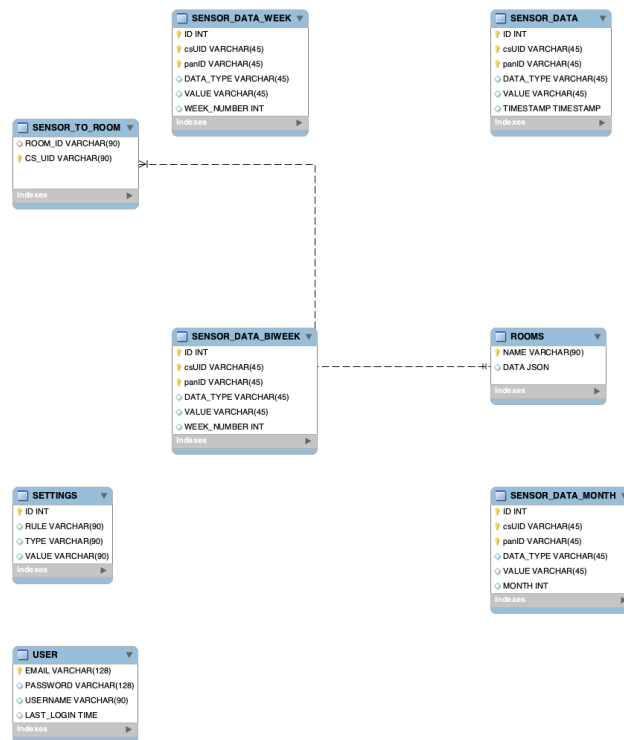 SENSOR_DATA_WEEK
ID INT
csUID VARCHAR(45)
panID VARCHAR(45)
DATA_TYPE VARCHAR(45)
VALUE VARCHAR(45)
WEEK_NUMBER INT
Indexes
SENSOR_DATA
ID INT
csUID VARCHAR(45)
panID VARCHAR(45)
DATA_TYPE VARCHAR(45)
VALUE VARCHAR(45)
TIMESTAMP TIMESTAMP
Indexes
SENSOR_TO_ROOM
ROOM_ID VARCHAR(90)
CS_UID VARCHAR(90)
Indexes
SENSOR_DATA_BIWEEK
ID INT
csUID VARCHAR(45)
panID VARCHAR(45)
DATA_TYPE VARCHAR(45)
VALUE VARCHAR(45)
WEEK_NUMBER INT
Indexes
ROOMS
NAME VARCHAR(90)
DATA JSON
Indexes
SETTINGS
ID INT
RULE VARCHAR(90)
TYPE VARCHAR(90)
VALUE VARCHAR(90)
Indexes
SENSOR_DATA_MONTH
ID INT
csUID VARCHAR(45)
panID VARCHAR(45)
DATA_TYPE VARCHAR(45)
VALUE VARCHAR(45)
MONTH INT
Indexes
USER
EMAIL VARCHAR(128)
PASSWORD VARCHAR(128)
USERNAME VARCHAR(90)
LAST_LOGIN TIME
Indexes